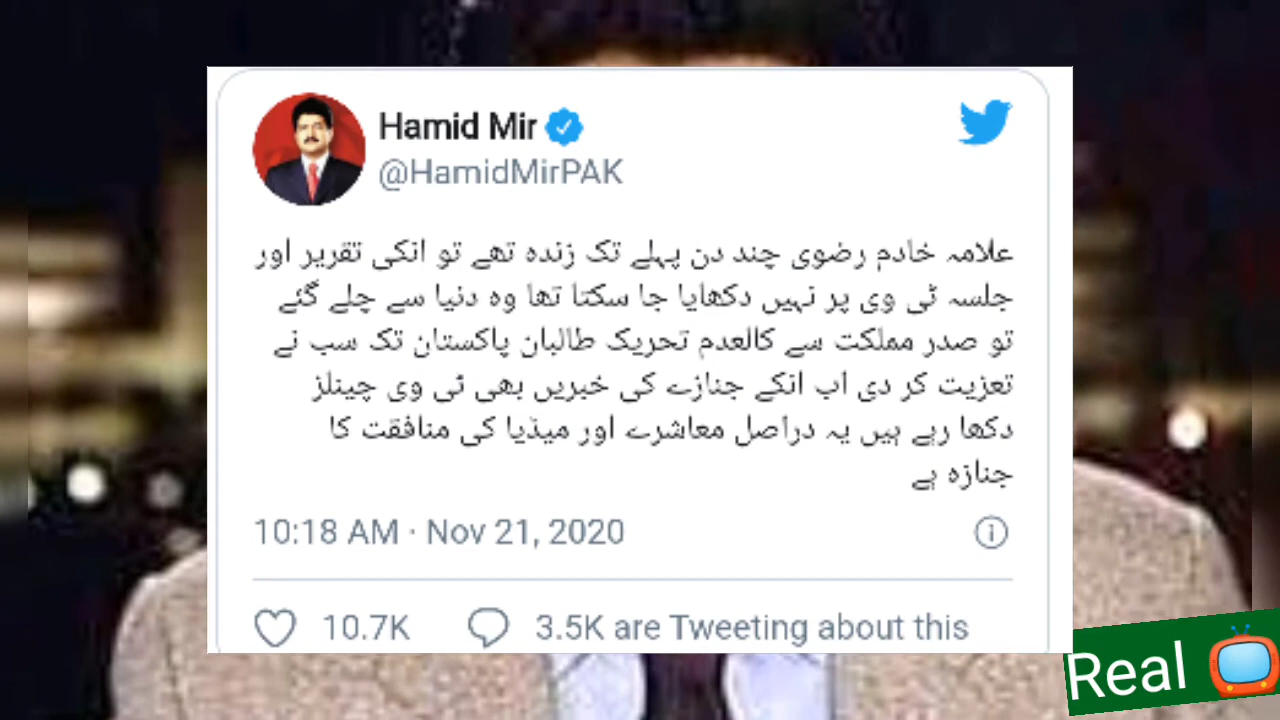 Hamid Mir
@HamidMirPAK
علامہ خادم رضوی چند دن پہلے تک زندہ تھے تو انکی تقریر اور
جلسہ ٹی وی پر نہیں دکھایا جا سکتا تھا وہ دنیا سے چلے گئے
تو صدر مملکت سے کالعدم تحریک طالبان پاکستان تک سب نے
تعزیت کر دی اب انکے جنازے کی خبریں بھی ٹی وی چینلز
دکھا رہے ہیں یہ دراصل معاشرے اور میڈیا کی منافقت کا
جنازہ ہے
10:18 AM · Nov 21, 2020
10.7K 3.5K are Tweeting about this
Real